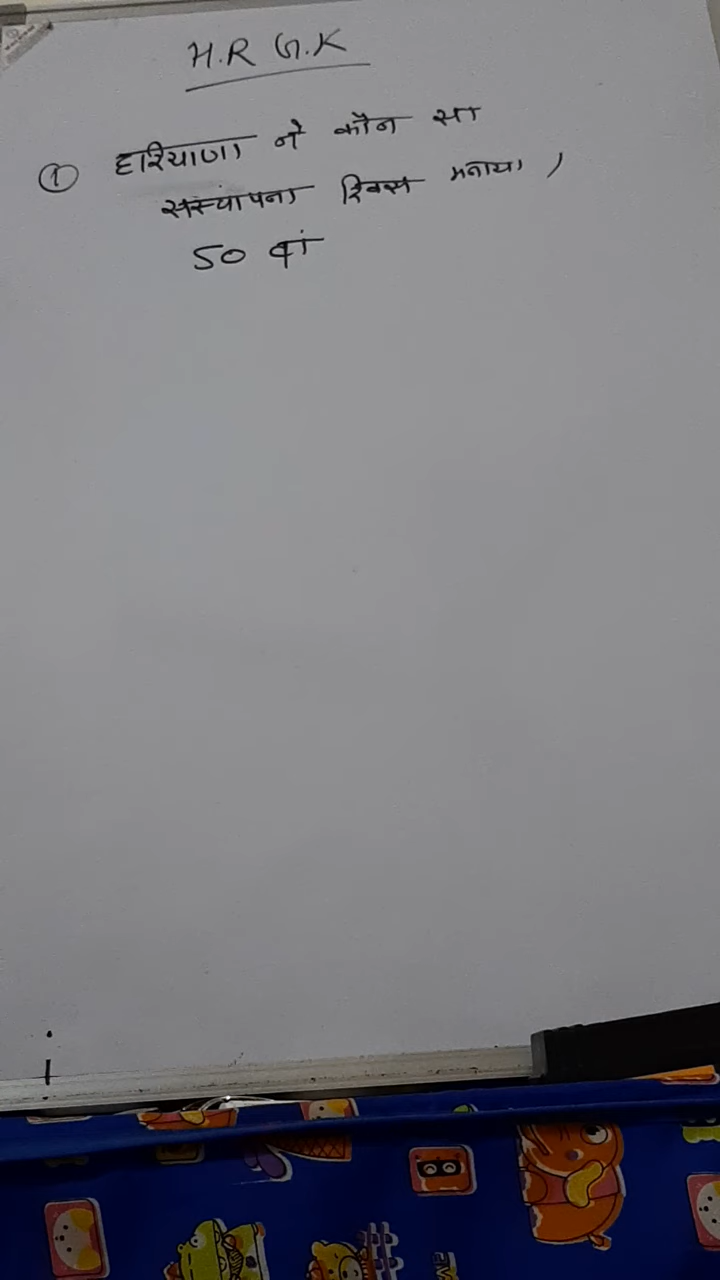 H.R G.K
① हरियाणा ने कौन सा
संस्थापना दिवस मनाया,
50 वां